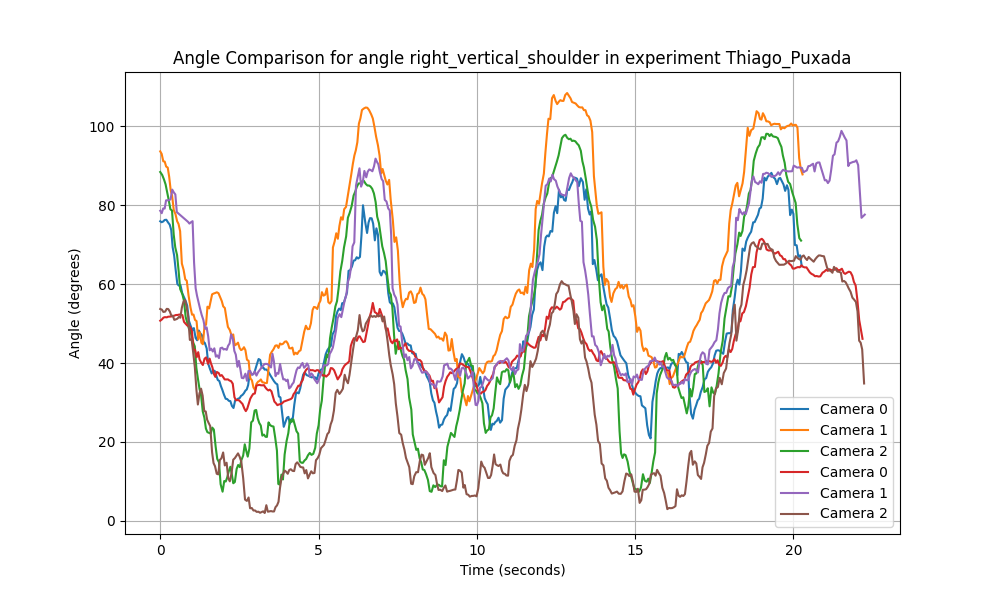 Angle Comparison for angle right_vertical_shoulder in experiment Thiago_Puxada
Angle (degrees)
100
80
60
40
20
0
0 5 10 15 20
Time (seconds)
Camera 0
Camera 1
Camera 2
Camera 0
Camera 1
Camera 2